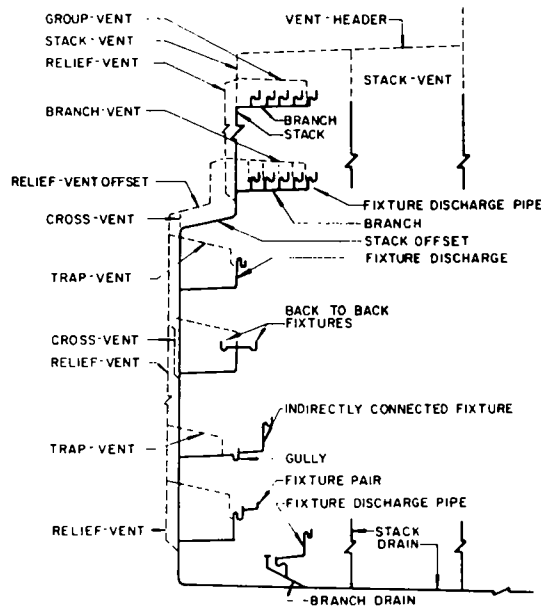 GROUP-VENT
STACK-VENT
RELIEF-VENT
BRANCH-VENT
RELIEF-VENT OFFSET
CROSS-VENT
TRAP-VENT
CROSS-VENT
RELIEF-VENT
TRAP-VENT
RELIEF-VENT
VENT-HEADER
STACK-VENT
BRANCH
STACK
FIXTURE DISCHARGE PIPE
BRANCH
STACK OFFSET
FIXTURE DISCHARGE
BACK TO BACK
FIXTURES
INDIRECTLY CONNECTED FIXTURE
GULLY
FIXTURE PAIR
FIXTURE DISCHARGE PIPE
STACK
DRAIN
BRANCH DRAIN